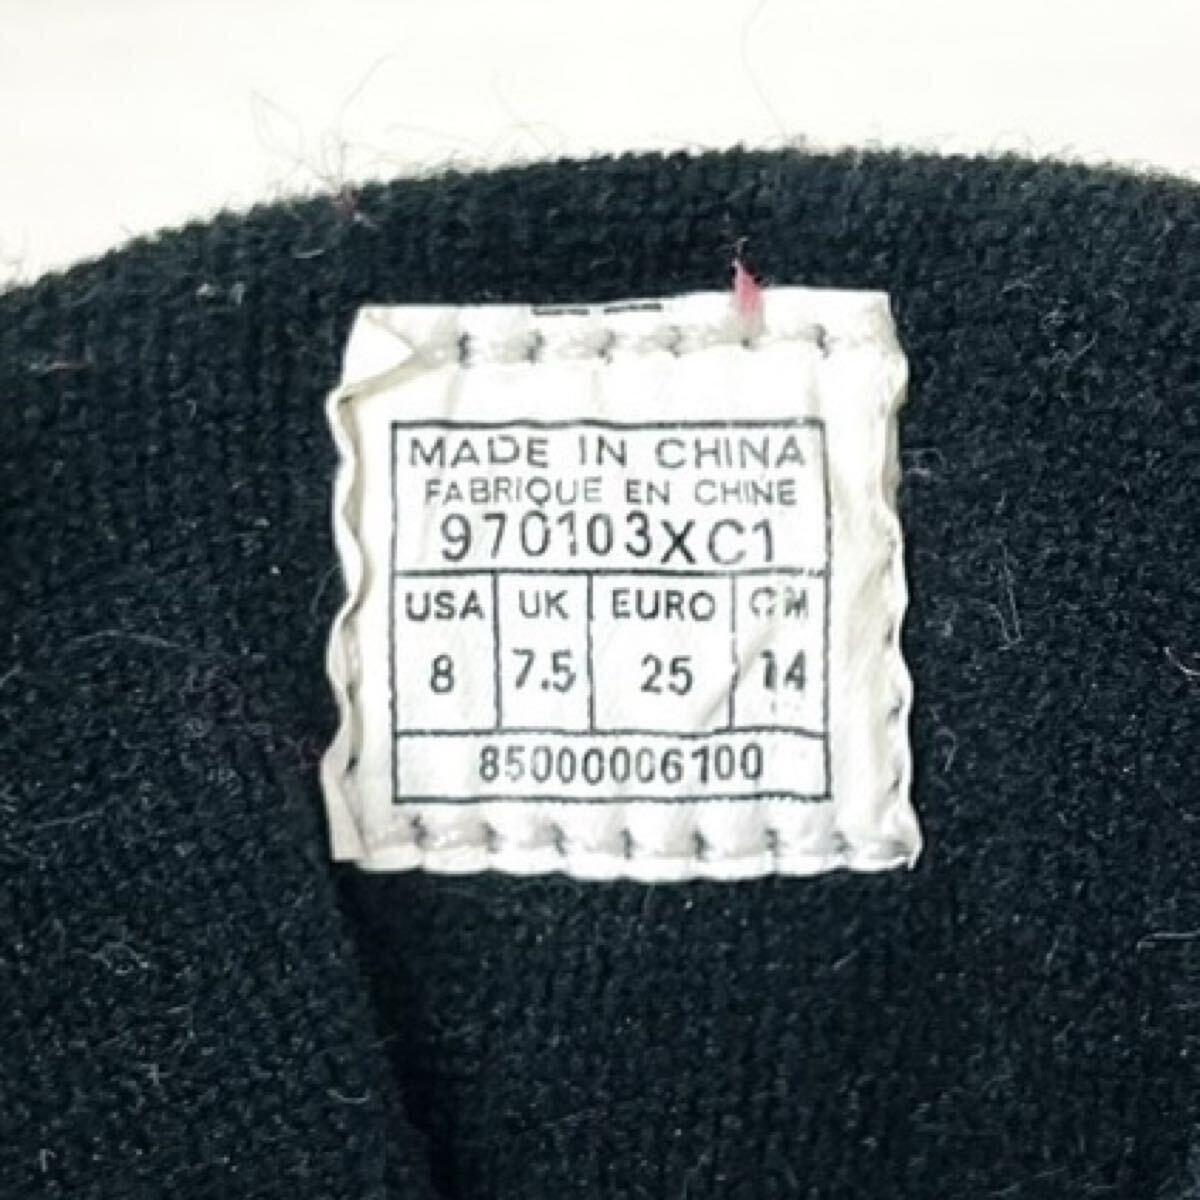 MADE IN CHINA
FABRIQUE EN CHINE
970103XC1
USA UK EURO CM
8 7.5 25 14
85000006100